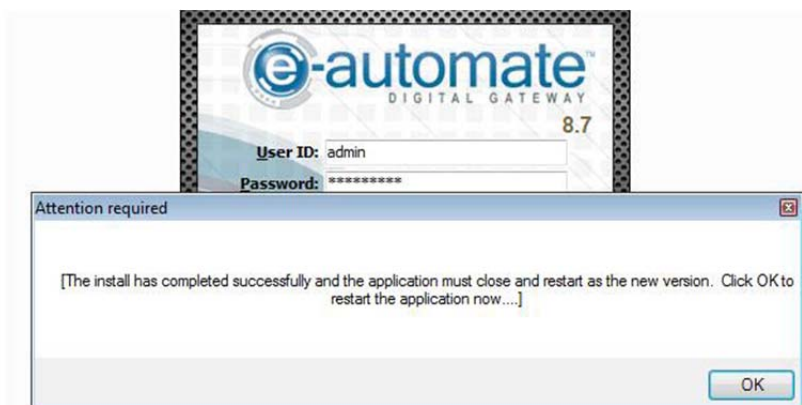 e-automate™
DIGITAL GATEWAY
8.7
User ID: admin
Password: *********
Attention required
[The install has completed successfully and the application must close and restart as the new version. Click OK to
restart the application now....]
OK